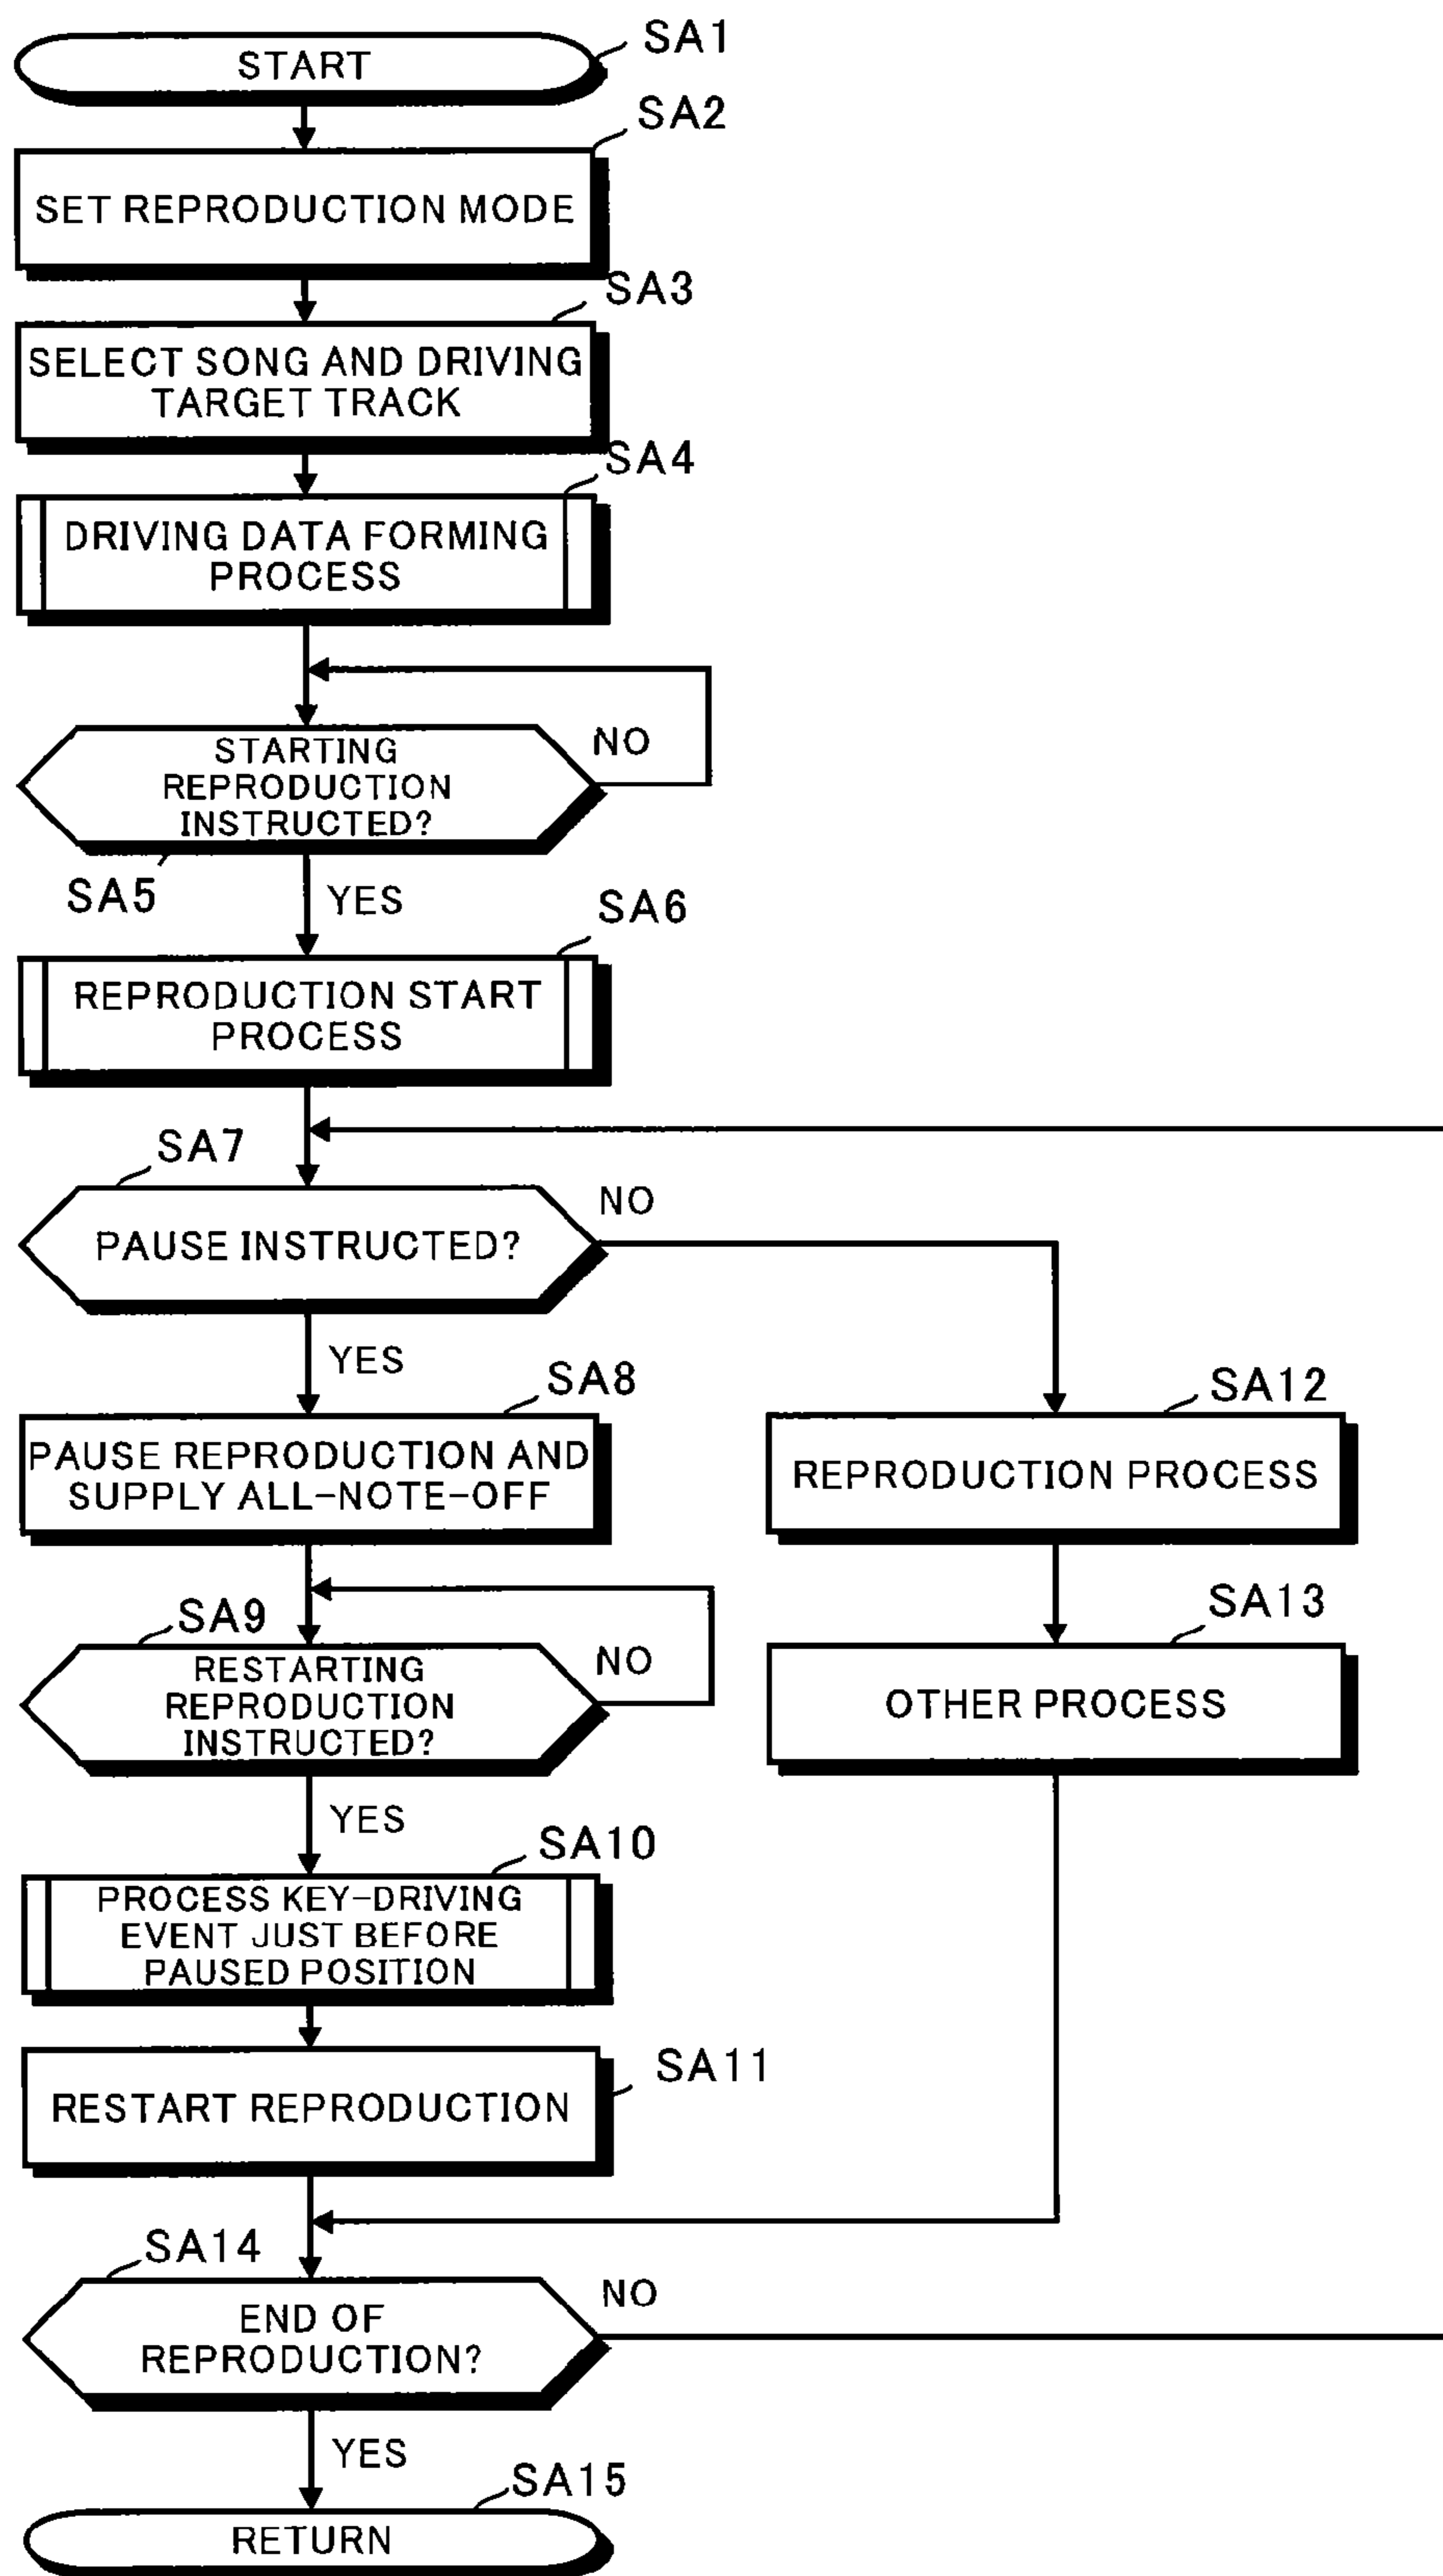 SA1
START
SA2
SET REPRODUCTION MODE
SA3
SELECT SONG AND DRIVING
TARGET TRACK
SA4
DRIVING DATA FORMING
PROCESS
NO
STARTING
REPRODUCTION
INSTRUCTED?
SA5
YES
SA6
REPRODUCTION START
PROCESS
SA7
NO
PAUSE INSTRUCTED?
YES
SA8
PAUSE REPRODUCTION AND
SUPPLY ALL-NOTE-OFF
SA12
REPRODUCTION PROCESS
SA9
NO
RESTARTING
REPRODUCTION
INSTRUCTED?
SA13
OTHER PROCESS
YES
SA10
PROCESS KEY-DRIVING
EVENT JUST BEFORE
PAUSED POSITION
SA11
RESTART REPRODUCTION
SA14
NO
END OF
REPRODUCTION?
YES
SA15
RETURN